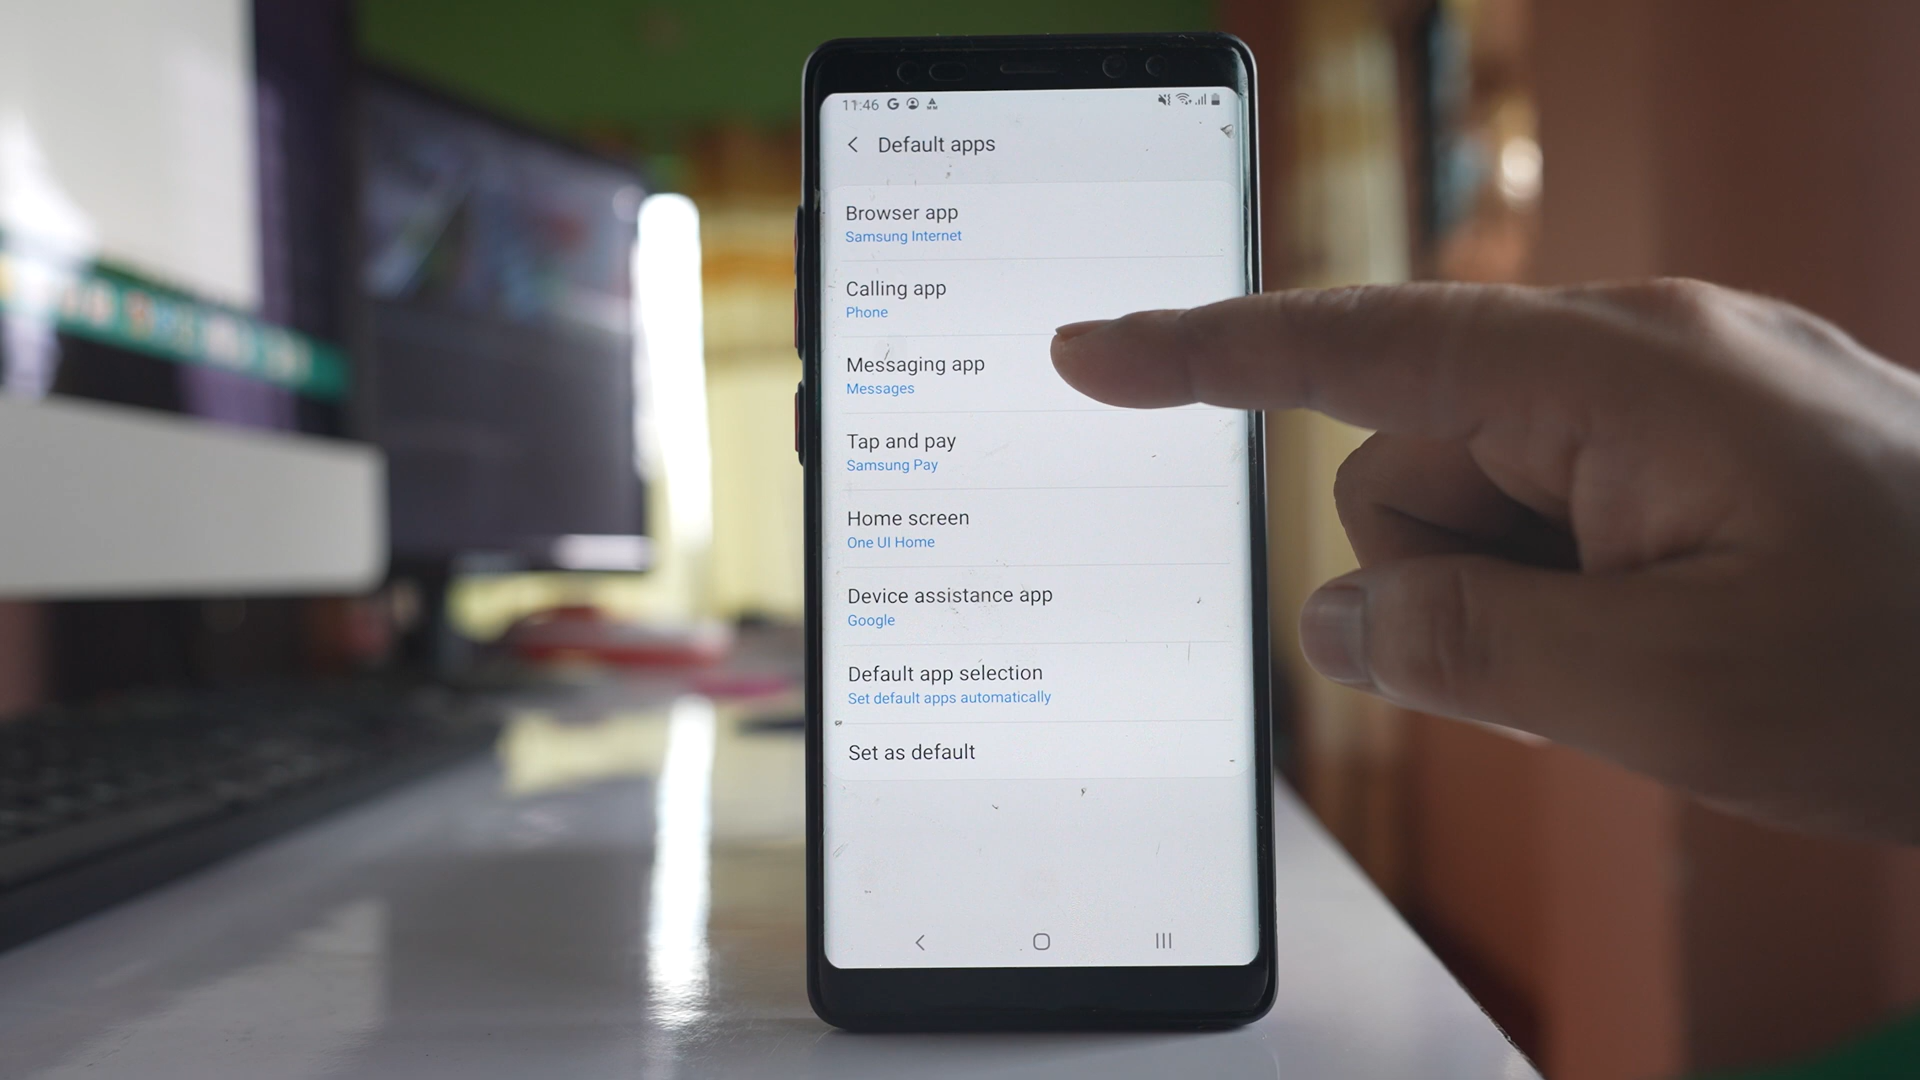 11:46 G
Default apps
Browser app
Samsung Internet
Calling app
Phone
Messaging app
Messages
Tap and pay
Samsung Pay
Home screen
One UI Home
Device assistance app
Google
Default app selection
Set default apps automatically
Set as default